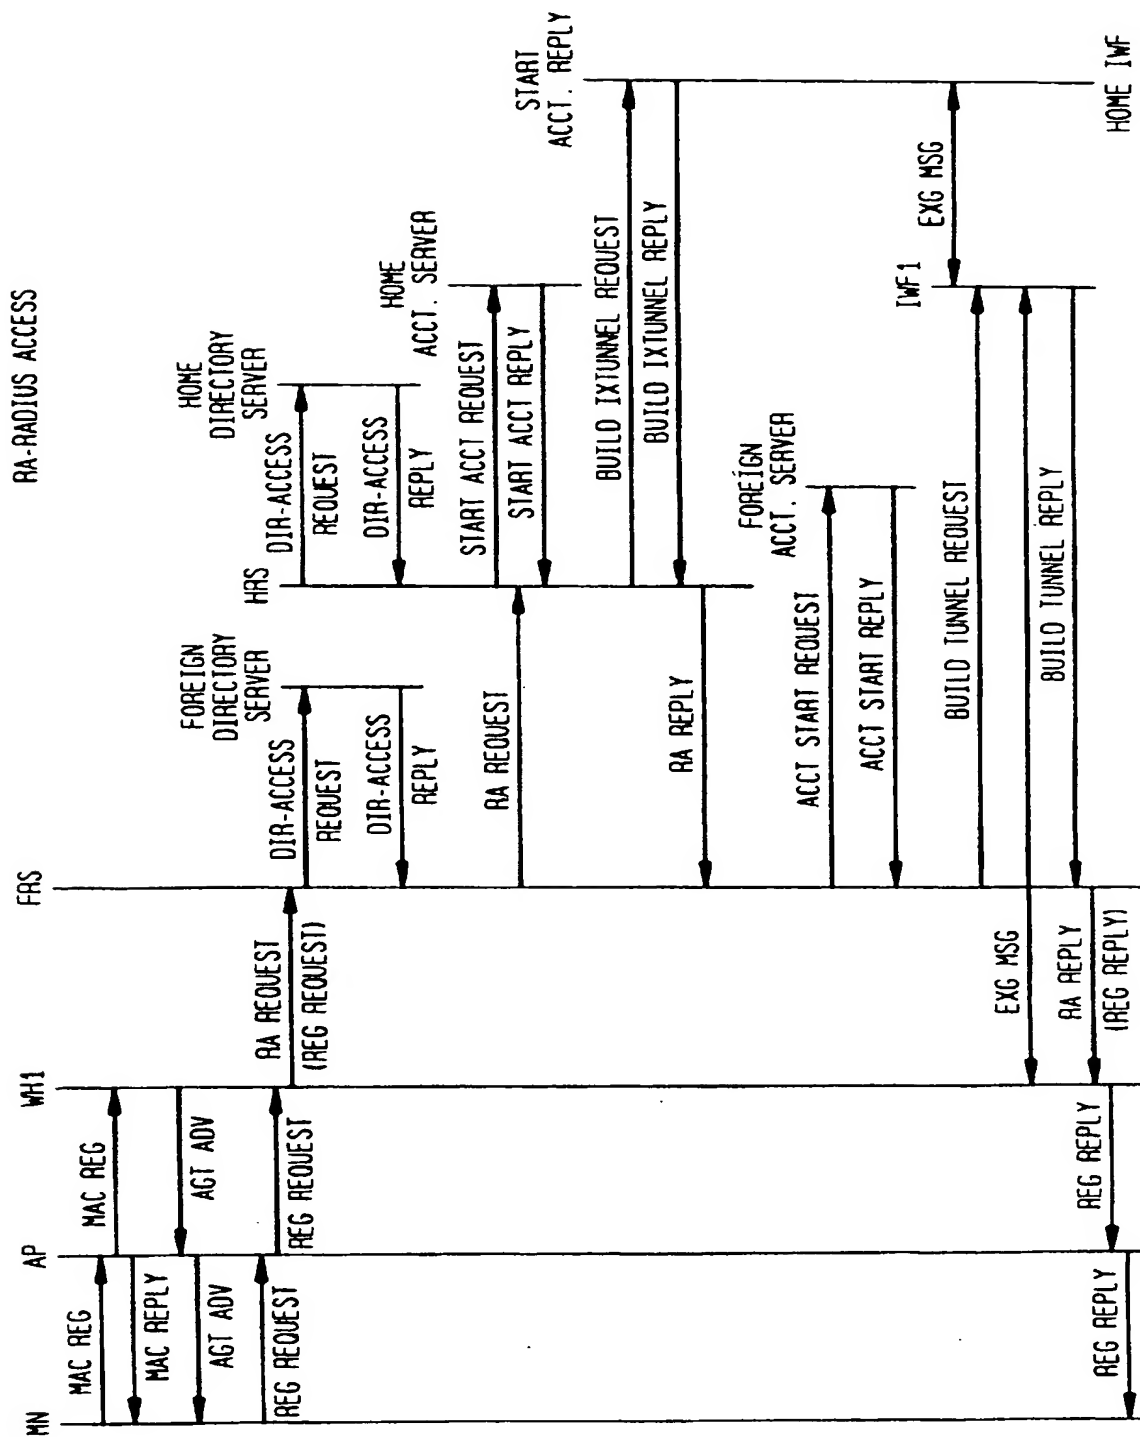 RA-RADIUS ACCESS
MN
AP
WH1
FRS
MAC REG
MAC REG
MAC REPLY
AGT ADV
AGT ADV
REG REQUEST
REG REQUEST
RA REQUEST
(REG REQUEST)
FOREIGN
DIRECTORY
SERVER
DIR-ACCESS
REQUEST
DIR-ACCESS
REPLY
HRS
HOME
DIRECTORY
SERVER
DIR-ACCESS
REQUEST
DIR-ACCESS
REPLY
HOME
ACCT. SERVER
START ACCT REQUEST
RA REQUEST
START ACCT REPLY
START
ACCT. REPLY
BUILD IXTUNNEL REQUEST
BUILD IXTUNNEL REPLY
RA REPLY
FOREIGN
ACCT. SERVER
ACCT START REQUEST
ACCT START REPLY
IWF1
EXG MSG
BUILD TUNNEL REQUEST
EXG MSG
BUILD TUNNEL REPLY
RA REPLY
(REG REPLY)
REG REPLY
REG REPLY
HOME IWF